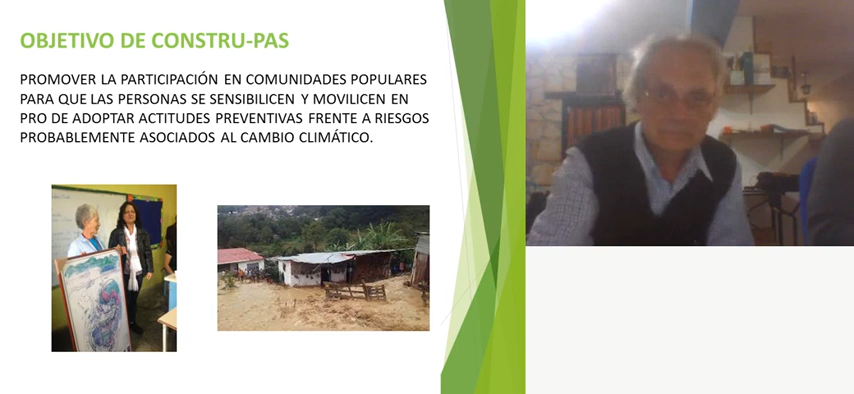 OBJETIVO DE CONSTRU-PAS
PROMOVER LA PARTICIPACIÓN EN COMUNIDADES POPULARES
PARA QUE LAS PERSONAS SE SENSIBILICEN Y MOVILICEN EN
PRO DE ADOPTAR ACTITUDES PREVENTIVAS FRENTE A RIESGOS
PROBABLEMENTE ASOCIADOS AL CAMBIO CLIMÁTICO.